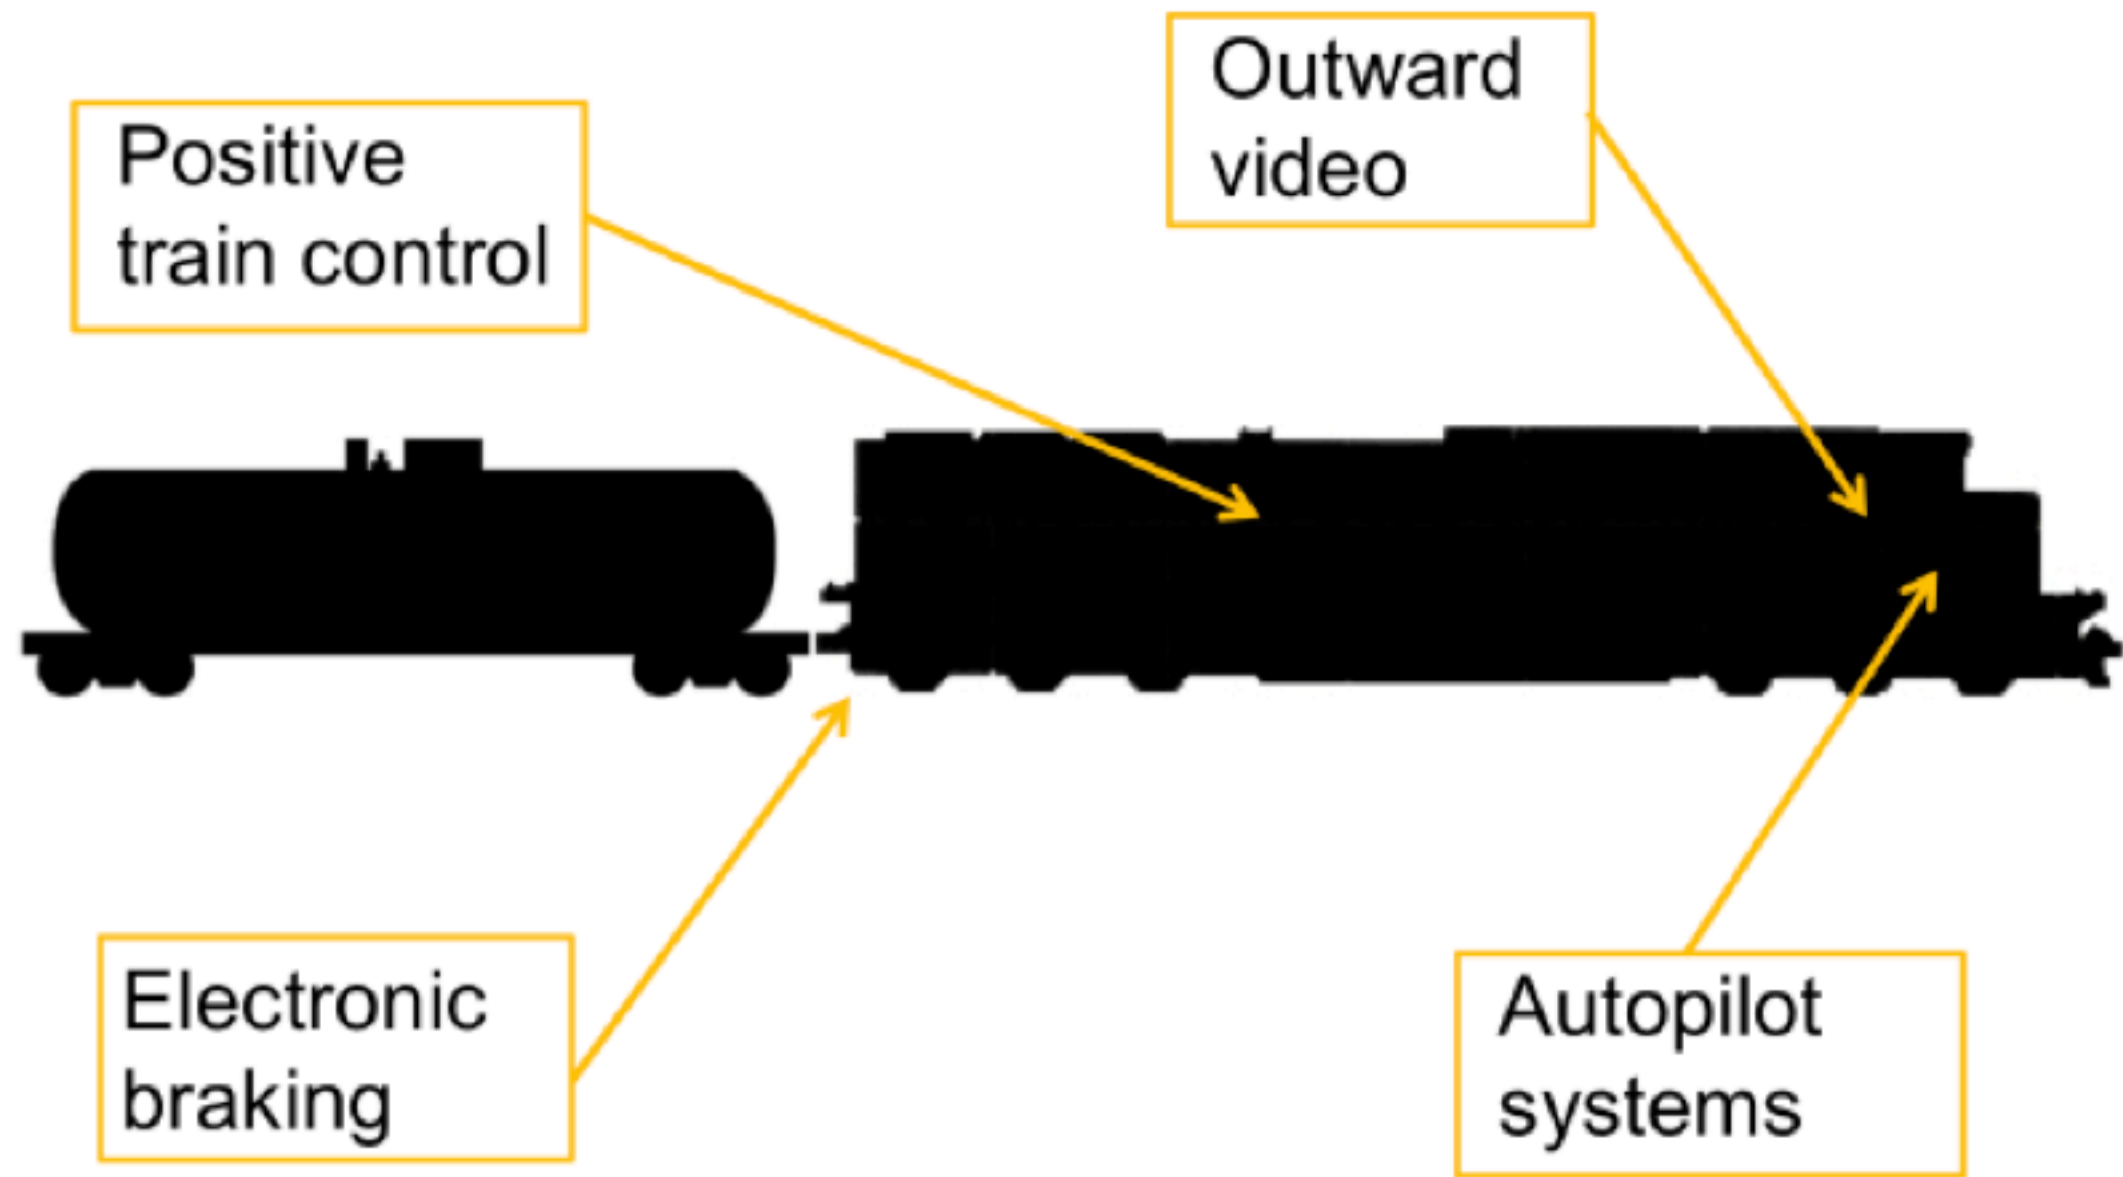 Outward
video
Positive
train control
Electronic
braking
Autopilot
systems